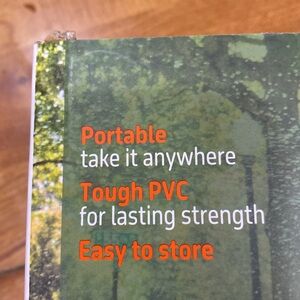 Portable
take it anywhere
Tough PVC
for lasting strength
Easy to store